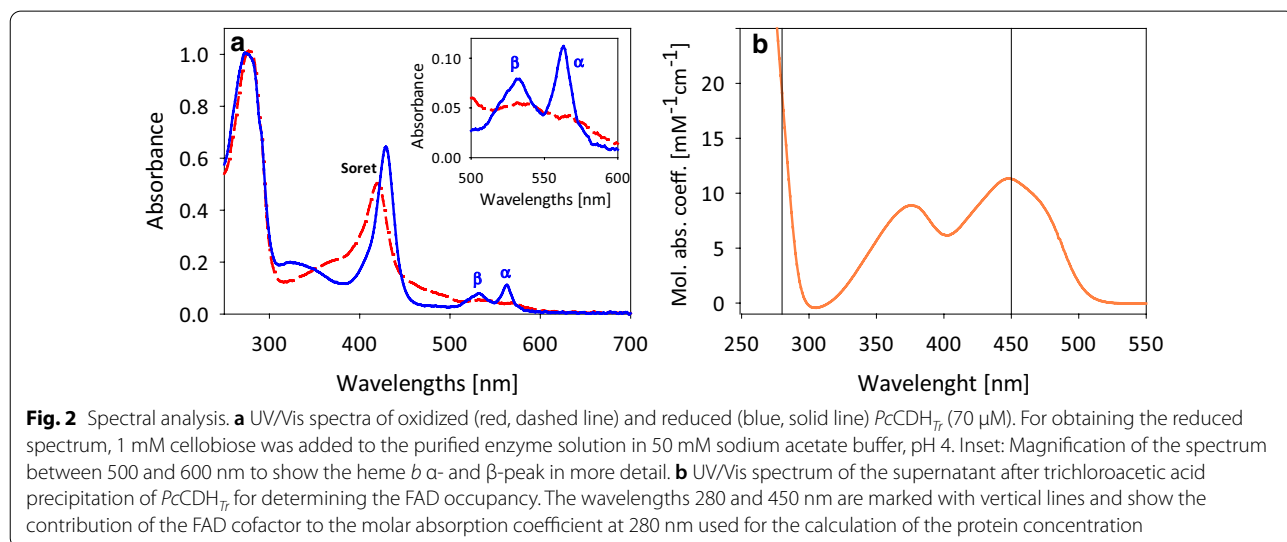 a
1.0
0.8
0.6
0.4
0.2
0.0
Absorbance
Soret
β
α
300 400 500 600 700
Wavelengths [nm]
β
α
0.10
0.05
0.00
Absorbance
500 550 600
Wavelengths [nm]
b
20
15
10
5
0
Mol. abs. coeff. [mM⁻¹cm⁻¹]
250 300 350 400 450 500 550
Wavelenght [nm]
Fig. 2 Spectral analysis. a UV/Vis spectra of oxidized (red, dashed line) and reduced (blue, solid line) PcCDH_Tr (70 μM). For obtaining the reduced
spectrum, 1 mM cellobiose was added to the purified enzyme solution in 50 mM sodium acetate buffer, pH 4. Inset: Magnification of the spectrum
between 500 and 600 nm to show the heme b α- and β-peak in more detail. b UV/Vis spectrum of the supernatant after trichloroacetic acid
precipitation of PcCDH_Tr for determining the FAD occupancy. The wavelengths 280 and 450 nm are marked with vertical lines and show the
contribution of the FAD cofactor to the molar absorption coefficient at 280 nm used for the calculation of the protein concentration